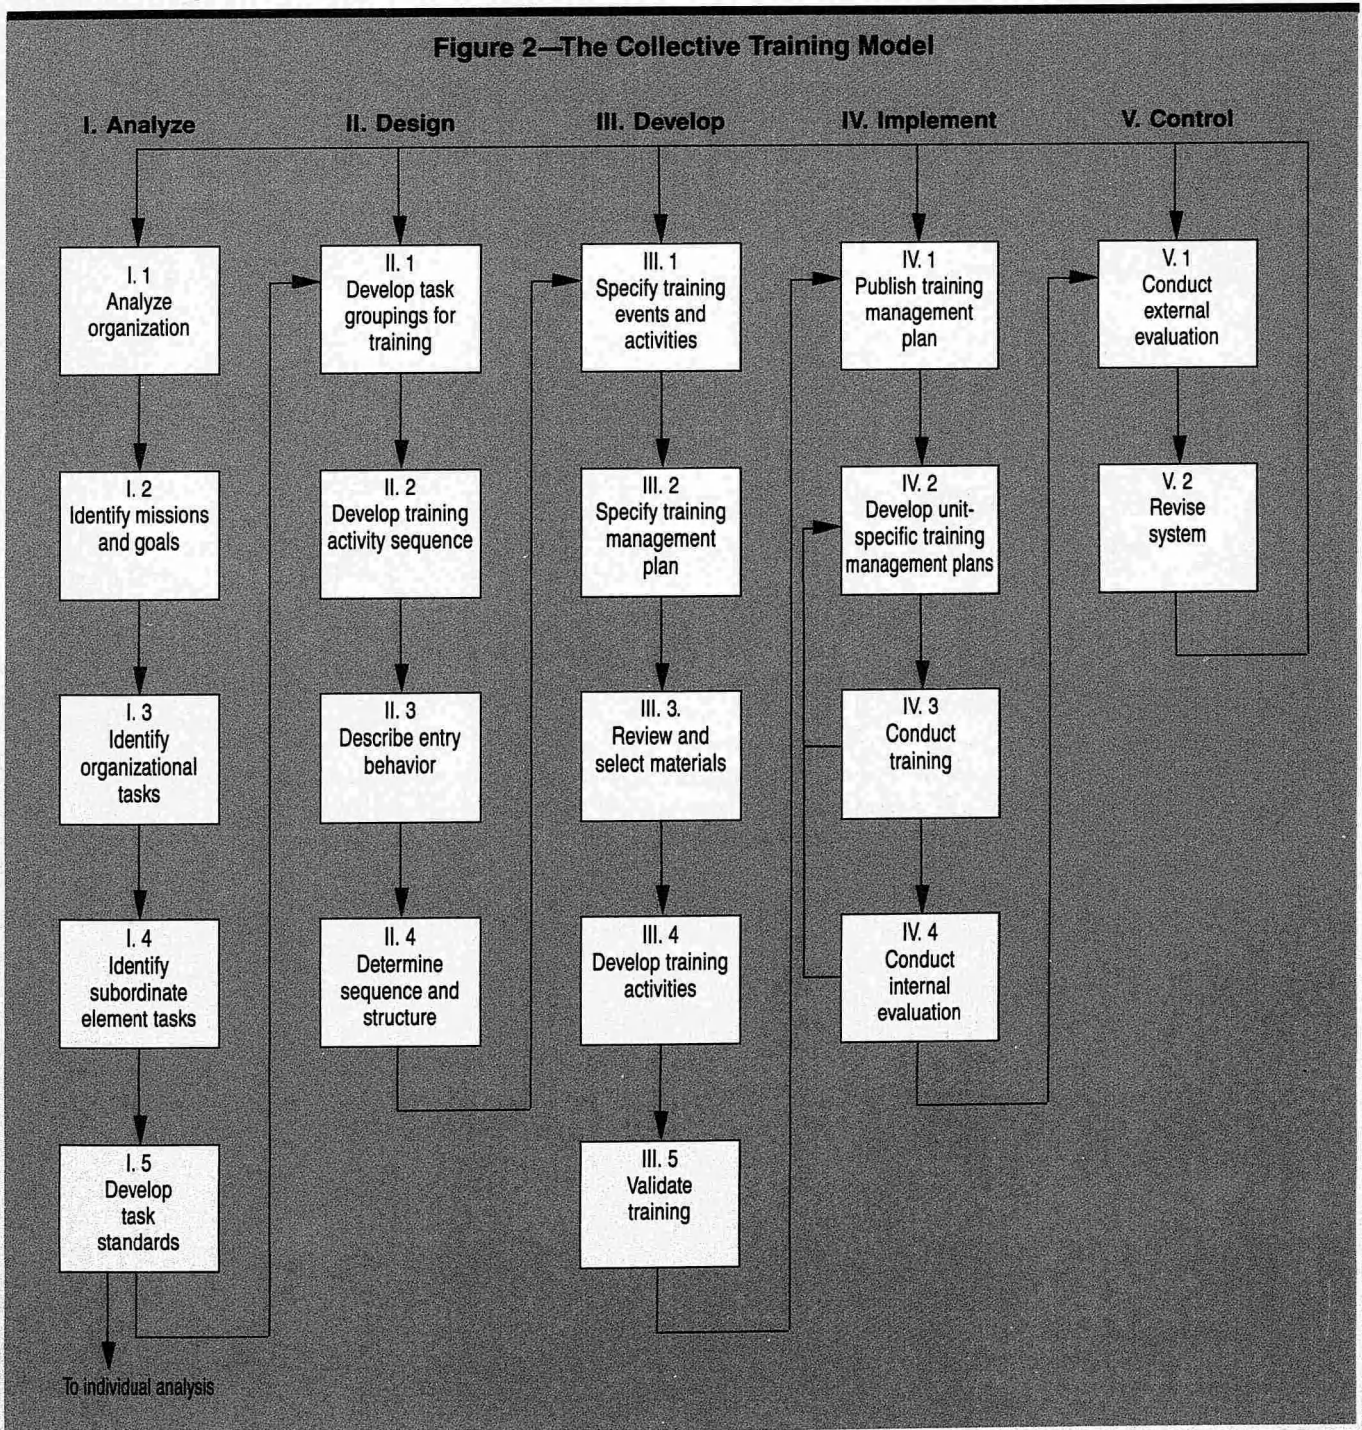 Figure 2—The Collective Training Model
I. Analyze
II. Design
III. Develop
IV. Implement
V. Control
I. 1
Analyze
organization
I. 2
Identify missions
and goals
I. 3
Identify
organizational
tasks
I. 4
Identify
subordinate
element tasks
I. 5
Develop
task
standards
To individual analysis
II. 1
Develop task
groupings for
training
II. 2
Develop training
activity sequence
II. 3
Describe entry
behavior
II. 4
Determine
sequence and
structure
III. 1
Specify training
events and
activities
III. 2
Specify training
management
plan
III. 3.
Review and
select materials
III. 4
Develop training
activities
III. 5
Validate
training
IV. 1
Publish training
management
plan
IV. 2
Develop unit-
specific training
management plans
IV. 3
Conduct
training
IV. 4
Conduct
internal
evaluation
V. 1
Conduct
external
evaluation
V. 2
Revise
system